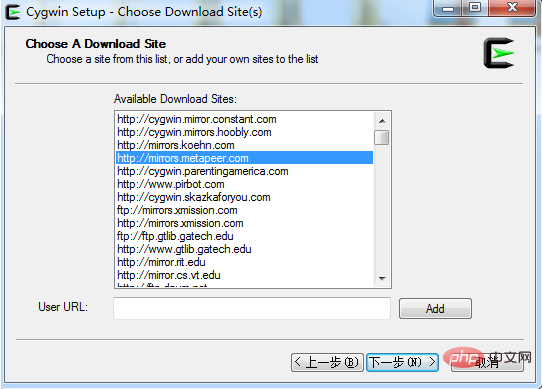 Cygwin Setup - Choose Download Site(s)
Choose A Download Site
Choose a site from this list, or add your own sites to the list
Available Download Sites:
http://cygwin.mirror.constant.com
http://cygwin.mirrors.hoobly.com
http://mirrors.koehn.com
http://mirrors.metapeer.com
http://cygwin.parentingamerica.com
http://www.pirbot.com
http://cygwin.skazkaforyou.com
ftp://mirrors.xmission.com
http://mirrors.xmission.com
ftp://ftp.gtlib.gatech.edu
http://www.gtlib.gatech.edu
http://mirror.rit.edu
http://mirror.cs.vt.edu
http://ftp.daum.net
User URL:
Add
< 上一步(B) 下一步(N) > 取消
php 中文网